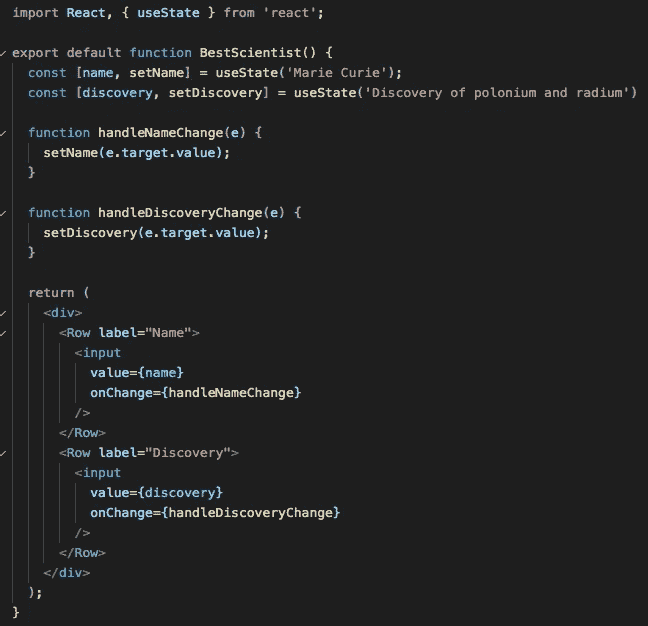 import React, { useState } from 'react';
export default function BestScientist() {
const [name, setName] = useState('Marie Curie');
const [discovery, setDiscovery] = useState('Discovery of polonium and radium')
function handleNameChange(e) {
setName(e.target.value);
}
function handleDiscoveryChange(e) {
setDiscovery(e.target.value);
}
return (
<div>
<Row label="Name">
<input
value={name}
onChange={handleNameChange}
/>
</Row>
<Row label="Discovery">
<input
value={discovery}
onChange={handleDiscoveryChange}
/>
</Row>
</div>
);
}